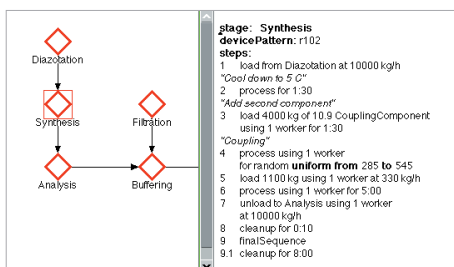 Diazotation
Synthesis
Filtration
Analysis
Buffering
stage: Synthesis
devicePattern: r102
steps:
1 load from Diazotation at 10000 kg/h
"Cool down to 5 C"
2 process for 1:30
"Add second component"
3 load 4000 kg of 10.9 CouplingComponent
using 1 worker for 1:30
"Coupling"
4 process using 1 worker
for random uniform from 285 to 545
5 load 1100 kg using 1 worker at 330 kg/h
6 process using 1 worker for 5:00
7 unload to Analysis using 1 worker
at 10000 kg/h
8 cleanup for 0:10
9 finalSequence
9.1 cleanup for 8:00